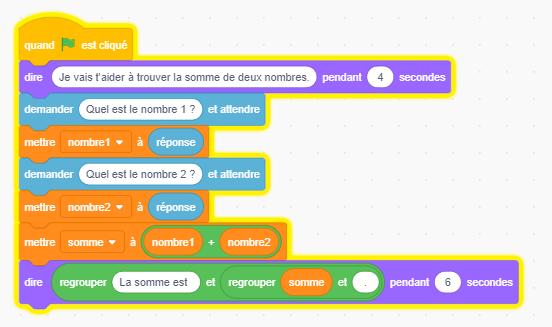 quand est cliqué
dire Je vais t'aider à trouver la somme de deux nombres. pendant 4 secondes
demander Quel est le nombre 1 ? et attendre
mettre nombre1 à réponse
demander Quel est le nombre 2 ? et attendre
mettre nombre2 à réponse
mettre somme à nombre1 + nombre2
dire regrouper La somme est et regrouper somme et . pendant 6 secondes